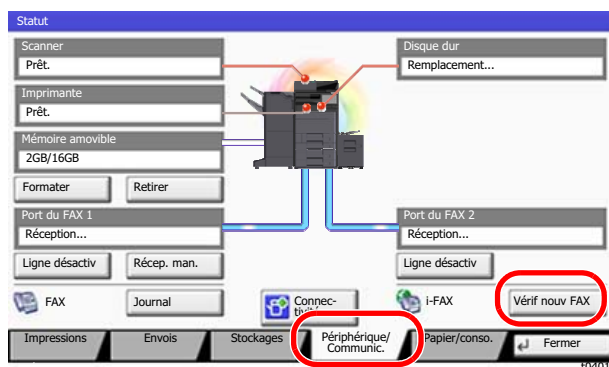 Statut
Scanner
Prêt.
Disque dur
Remplacement...
Imprimante
Prêt.
Mémoire amovible
2GB/16GB
Formater
Retirer
Port du FAX 1
Réception...
Port du FAX 2
Réception...
Ligne désactiv
Récep. man.
Ligne désactiv
FAX
Journal
Connec-
tivité
i-FAX
Vérif nouv FAX
Impressions
Envois
Stockages
Périphérique/
Communic.
Papier/conso.
Fermer